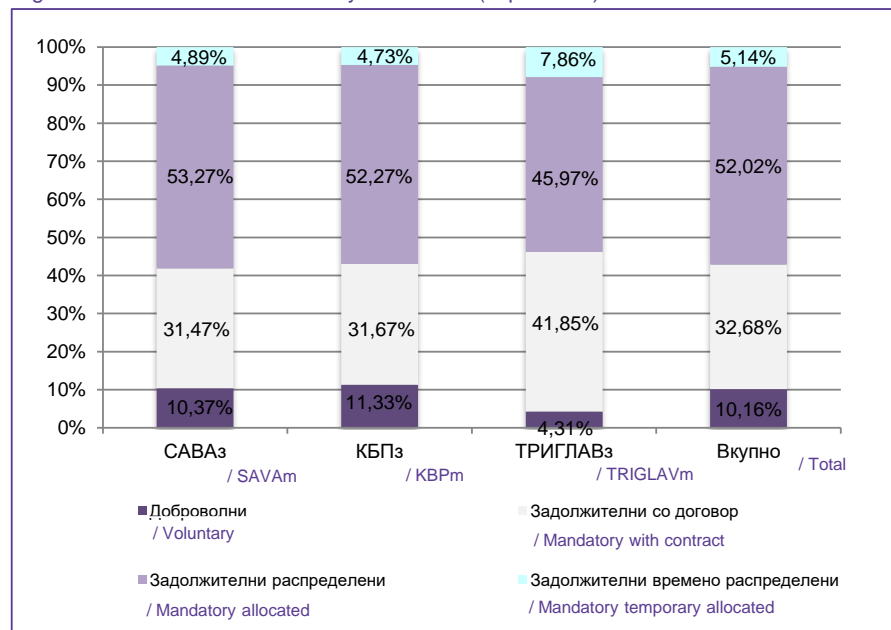 100%
90%
80%
70%
60%
50%
40%
30%
20%
10%
0%
4,89% 4,73% 7,86% 5,14%
53,27% 52,27% 45,97% 52,02%
31,47% 31,67% 41,85% 32,68%
10,37% 11,33% 4,31% 10,16%
САВАз КБПз ТРИГЛАВз Вкупно
/ SAVAm / KBPm / TRIGLAVm / Total
Доброволни Задолжителни со договор
/ Voluntary / Mandatory with contract
Задолжителни распределени Задолжителни времено распределени
/ Mandatory allocated / Mandatory temporary allocated